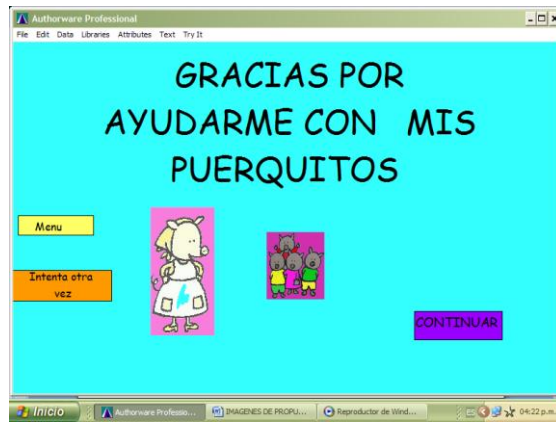 Authorware Professional
File Edit Data Libraries Attributes Text Try It
GRACIAS POR
AYUDARME CON MIS
PUERQUITOS
Menu
Intenta otra
vez
CONTINUAR
Inicio Authorware Professio... IMAGENES DE PROPU... Reproductor de Wind... ES 04:22 p.m.